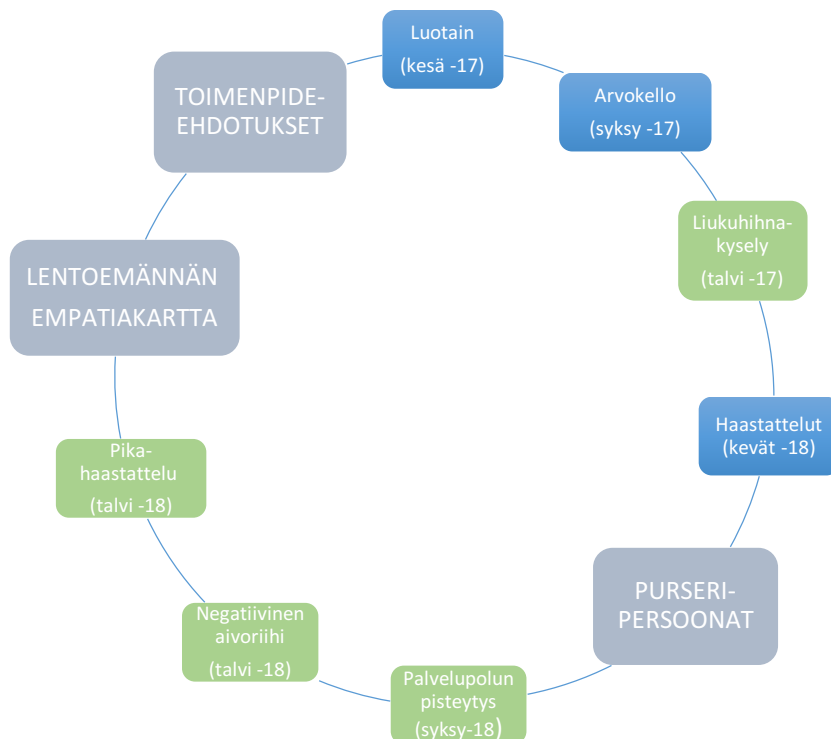 Luotain
(kesä -17)
Arvokello
(syksy -17)
Liukuhihna-
kysely
(talvi -17)
Haastattelut
(kevät -18)
PURSERI-
PERSOONAT
Palvelupolun
pisteytys
(syksy-18)
Negatiivinen
aivoriihi
(talvi -18)
Pika-
haastattelu
(talvi -18)
LENTOEMÄNNÄN
EMPATIAKARTTA
TOIMENPIDE-
EHDOTUKSET